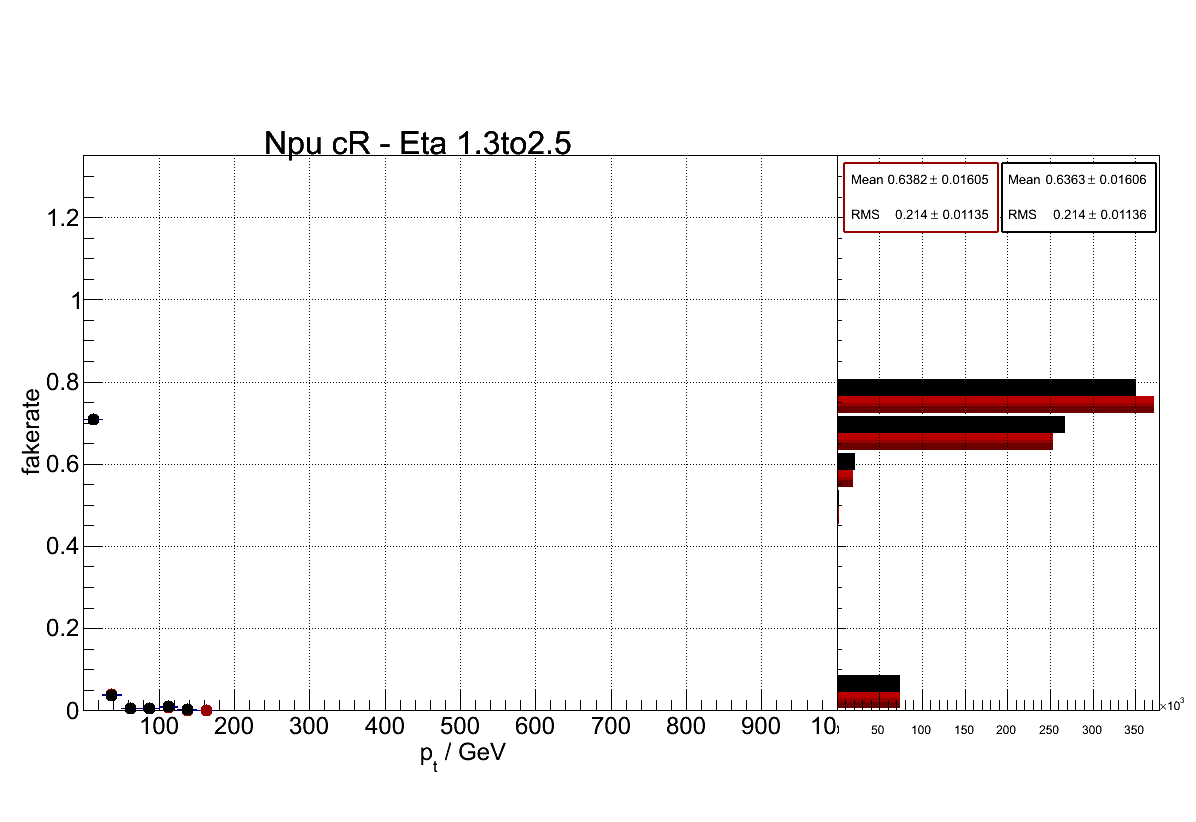 Npu cR - Eta 1.3to2.5
Mean 0.6382 ± 0.01605
RMS 0.214 ± 0.01135
Mean 0.6363 ± 0.01606
RMS 0.214 ± 0.01136
fakerate
1.2
1
0.8
0.6
0.4
0.2
0
100 200 300 400 500 600 700 800 900 10
50 100 150 200 250 300 350
×10³
pt / GeV